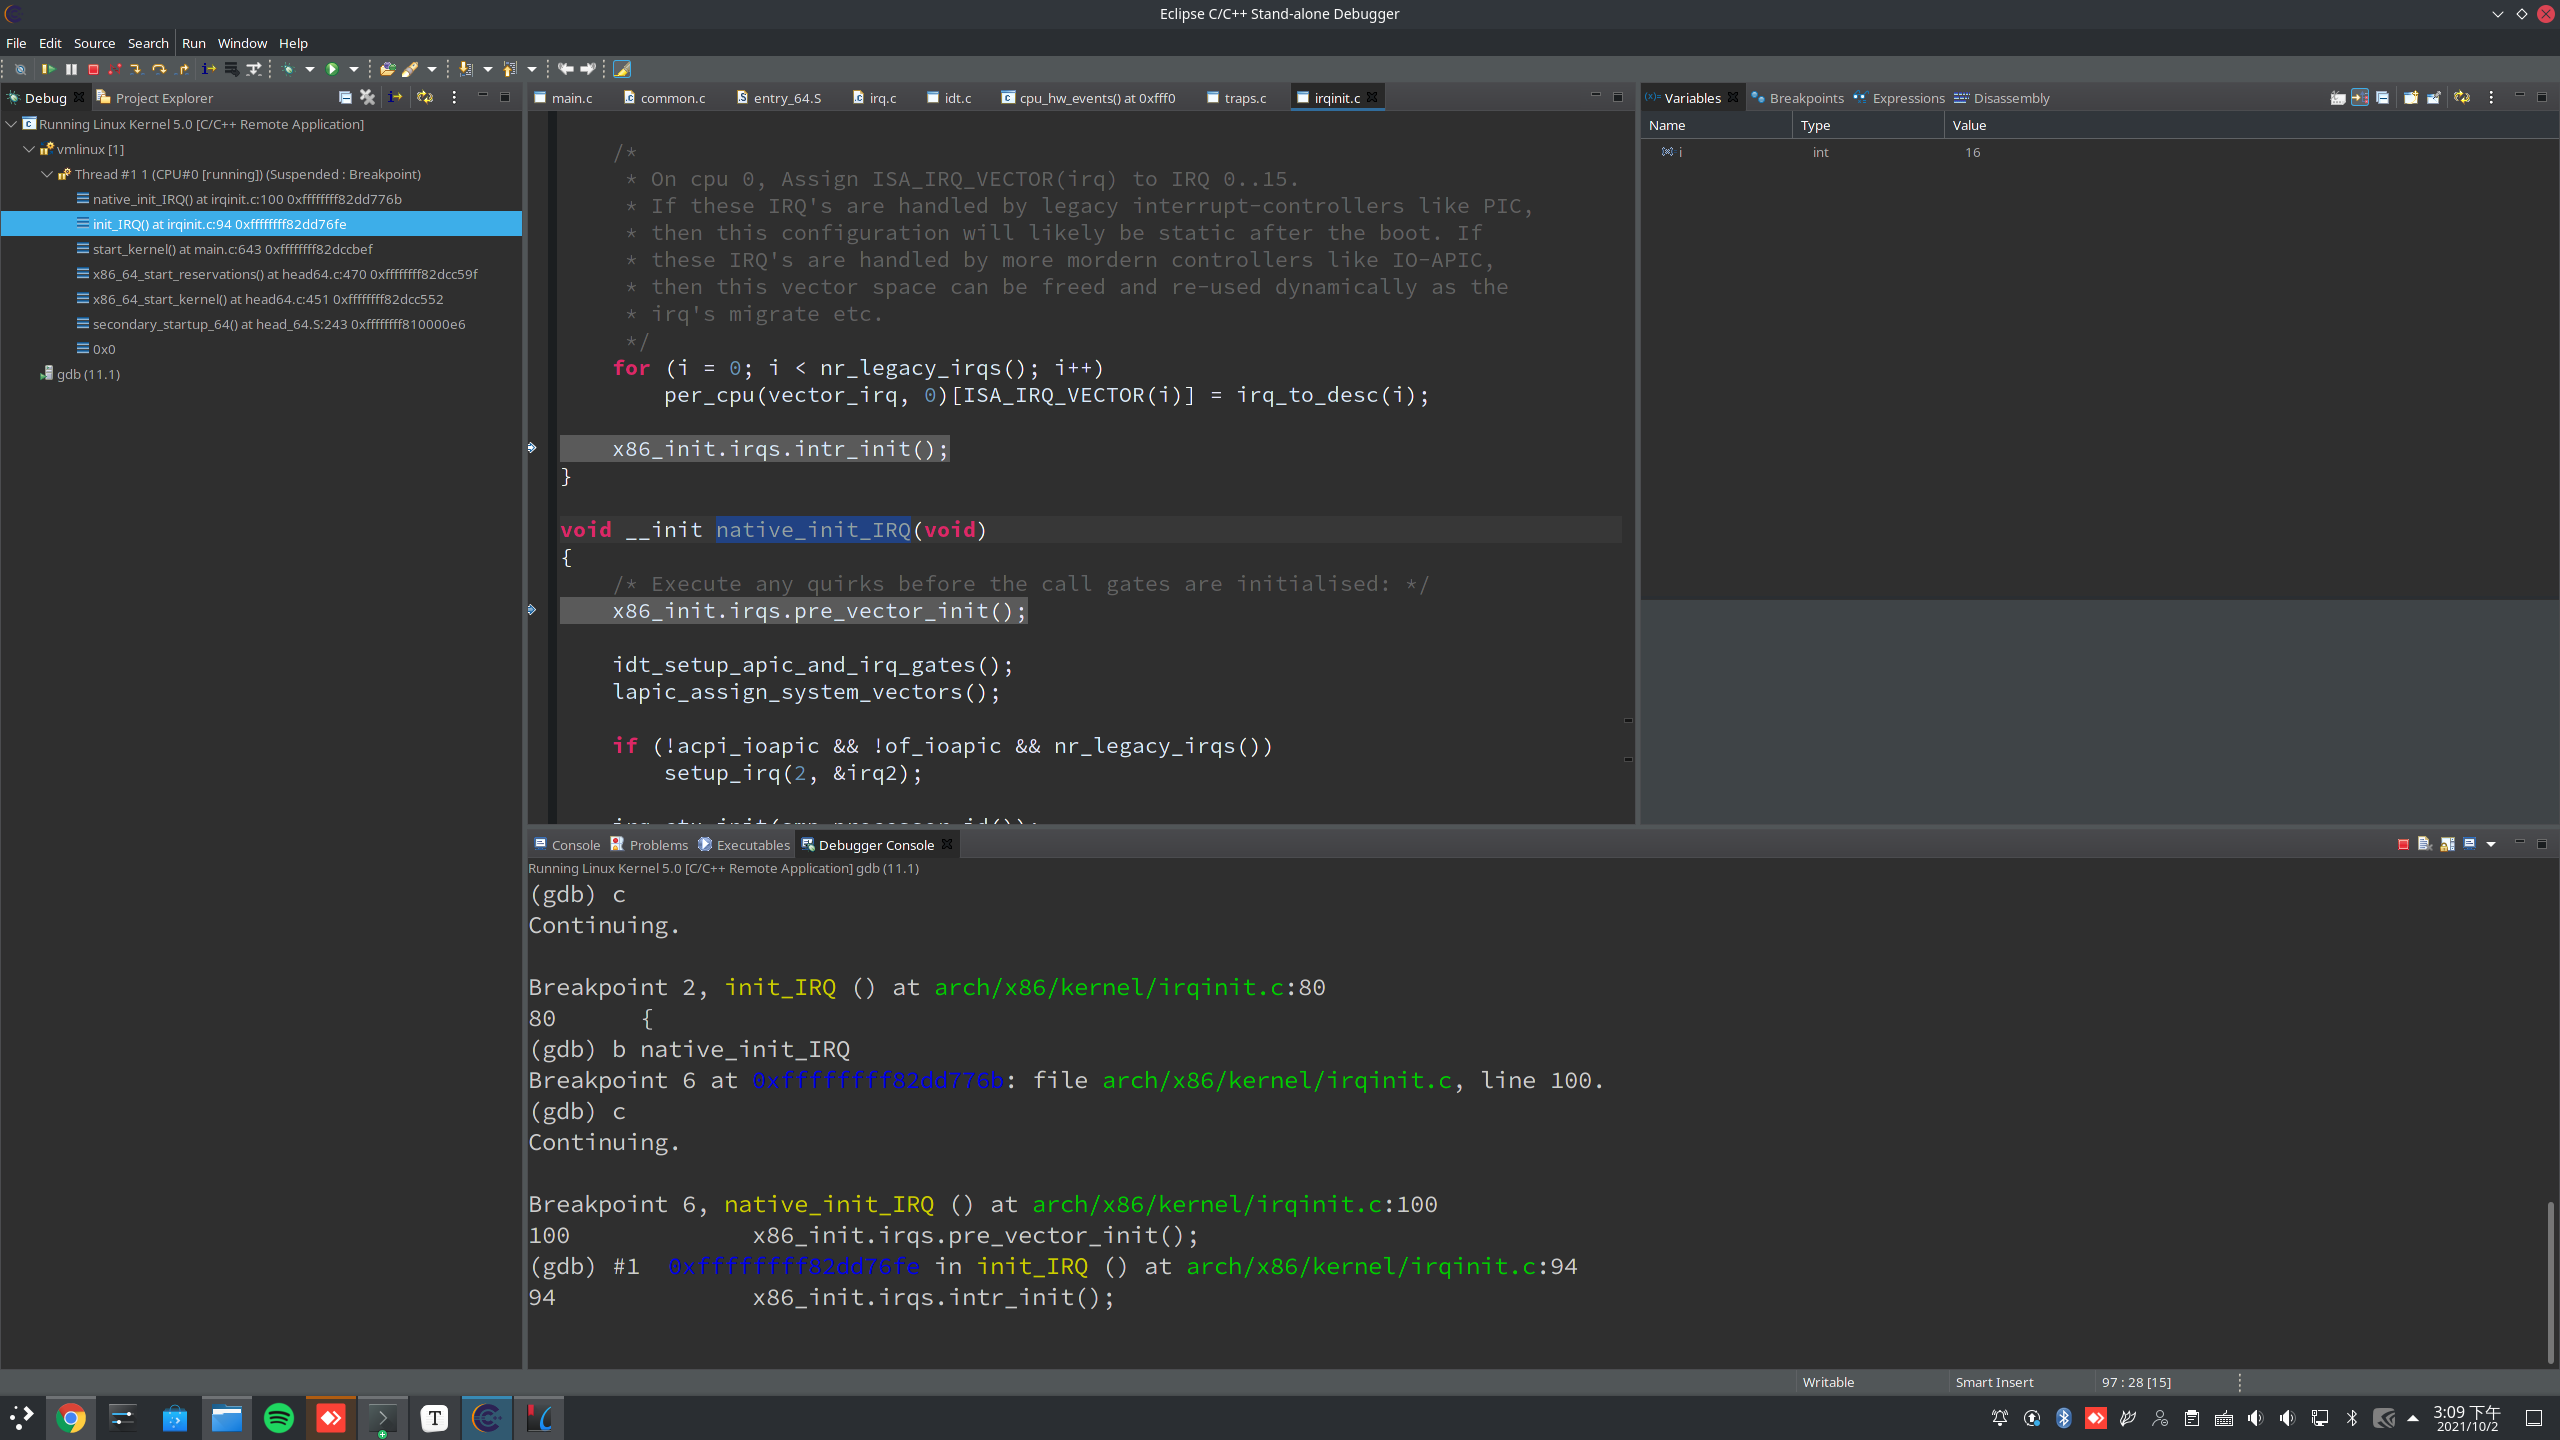 Eclipse C/C++ Stand-alone Debugger
File Edit Source Search Run Window Help
Debug Project Explorer
Running Linux Kernel 5.0 [C/C++ Remote Application]
vmlinux [1]
Thread #1 1 (CPU#0 [running]) (Suspended : Breakpoint)
native_init_IRQ() at irqinit.c:100 0xffffffff82dd776b
init_IRQ() at irqinit.c:94 0xffffffff82dd76fe
start_kernel() at main.c:643 0xffffffff82dccbef
x86_64_start_reservations() at head64.c:470 0xffffffff82dcc59f
x86_64_start_kernel() at head64.c:451 0xffffffff82dcc552
secondary_startup_64() at head_64.S:243 0xffffffff810000e6
0x0
gdb (11.1)
main.c common.c entry_64.S irq.c idt.c cpu_hw_events() at 0xfff0 traps.c irqinit.c
/*
* On cpu 0, Assign ISA_IRQ_VECTOR(irq) to IRQ 0..15.
* If these IRQ's are handled by legacy interrupt-controllers like PIC,
* then this configuration will likely be static after the boot. If
* these IRQ's are handled by more mordern controllers like IO-APIC,
* then this vector space can be freed and re-used dynamically as the
* irq's migrate etc.
*/
for (i = 0; i < nr_legacy_irqs(); i++)
per_cpu(vector_irq, 0)[ISA_IRQ_VECTOR(i)] = irq_to_desc(i);
x86_init.irqs.intr_init();
}
void __init native_init_IRQ(void)
{
/* Execute any quirks before the call gates are initialised: */
x86_init.irqs.pre_vector_init();
idt_setup_apic_and_irq_gates();
lapic_assign_system_vectors();
if (!acpi_ioapic && !of_ioapic && nr_legacy_irqs())
setup_irq(2, &irq2);
Variables Breakpoints Expressions Disassembly
Name Type Value
i int 16
Console Problems Executables Debugger Console
Running Linux Kernel 5.0 [C/C++ Remote Application] gdb (11.1)
(gdb) c
Continuing.
Breakpoint 2, init_IRQ () at arch/x86/kernel/irqinit.c:80
80 {
(gdb) b native_init_IRQ
Breakpoint 6 at 0xffffffff82dd776b: file arch/x86/kernel/irqinit.c, line 100.
(gdb) c
Continuing.
Breakpoint 6, native_init_IRQ () at arch/x86/kernel/irqinit.c:100
100 x86_init.irqs.pre_vector_init();
(gdb) #1 0xffffffff82dd76fe in init_IRQ () at arch/x86/kernel/irqinit.c:94
94 x86_init.irqs.intr_init();
Writable Smart Insert 97 : 28 [15]
3:09 下午
2021/10/2